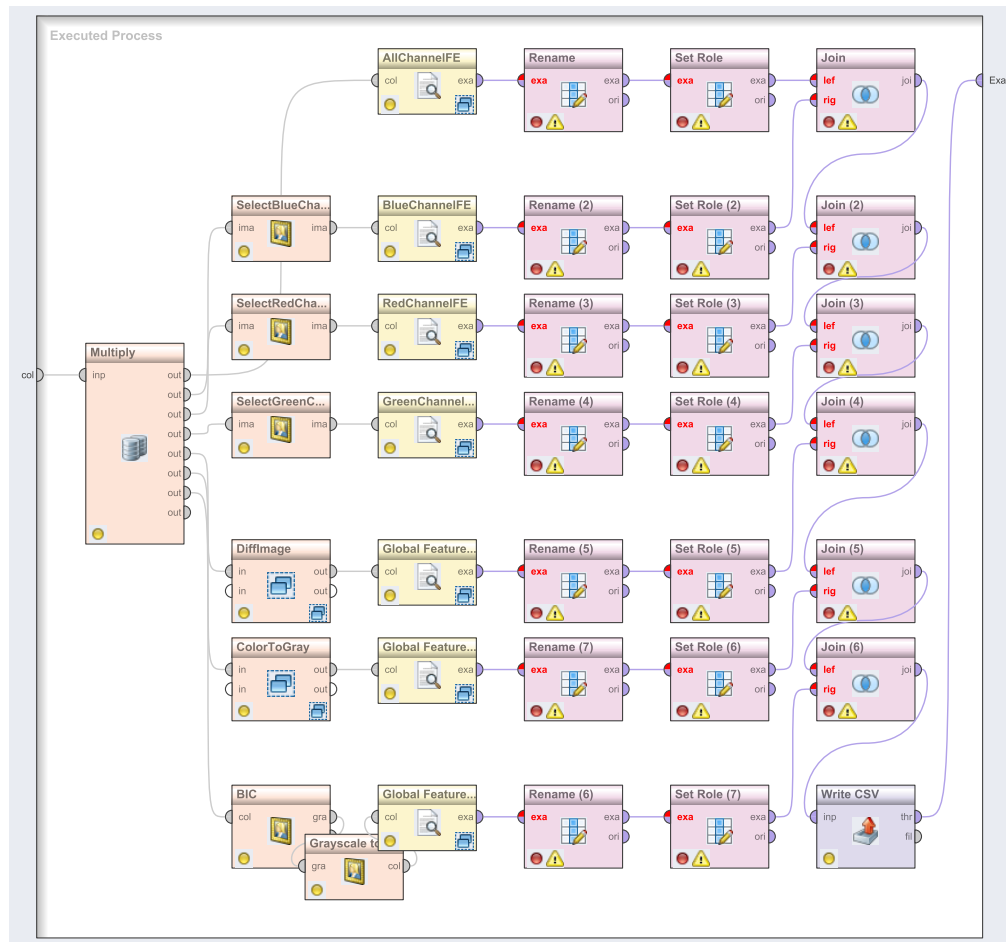 Executed Process
AllChannelFE Rename Set Role Join
col exa exa exa exa exa lef joi Exa
ori ori rig
SelectBlueCha... BlueChannelFE Rename (2) Set Role (2) Join (2)
ima ima col exa exa exa exa exa lef joi
ori ori rig
SelectRedCha... RedChannelFE Rename (3) Set Role (3) Join (3)
ima ima col exa exa exa exa exa lef joi
ori ori rig
Multiply
col inp out
out
out
out
out
out
out
out
SelectGreenC... GreenChannel... Rename (4) Set Role (4) Join (4)
ima ima col exa exa exa exa exa lef joi
ori ori rig
DiffImage Global Feature... Rename (5) Set Role (5) Join (5)
in out col exa exa exa exa exa lef joi
in out ori ori rig
ColorToGray Global Feature... Rename (7) Set Role (6) Join (6)
in out col exa exa exa exa exa lef joi
in out ori ori rig
BIC Global Feature... Rename (6) Set Role (7) Write CSV
col gra col exa exa exa exa exa inp thr
ori ori fil
Grayscale to
gra col